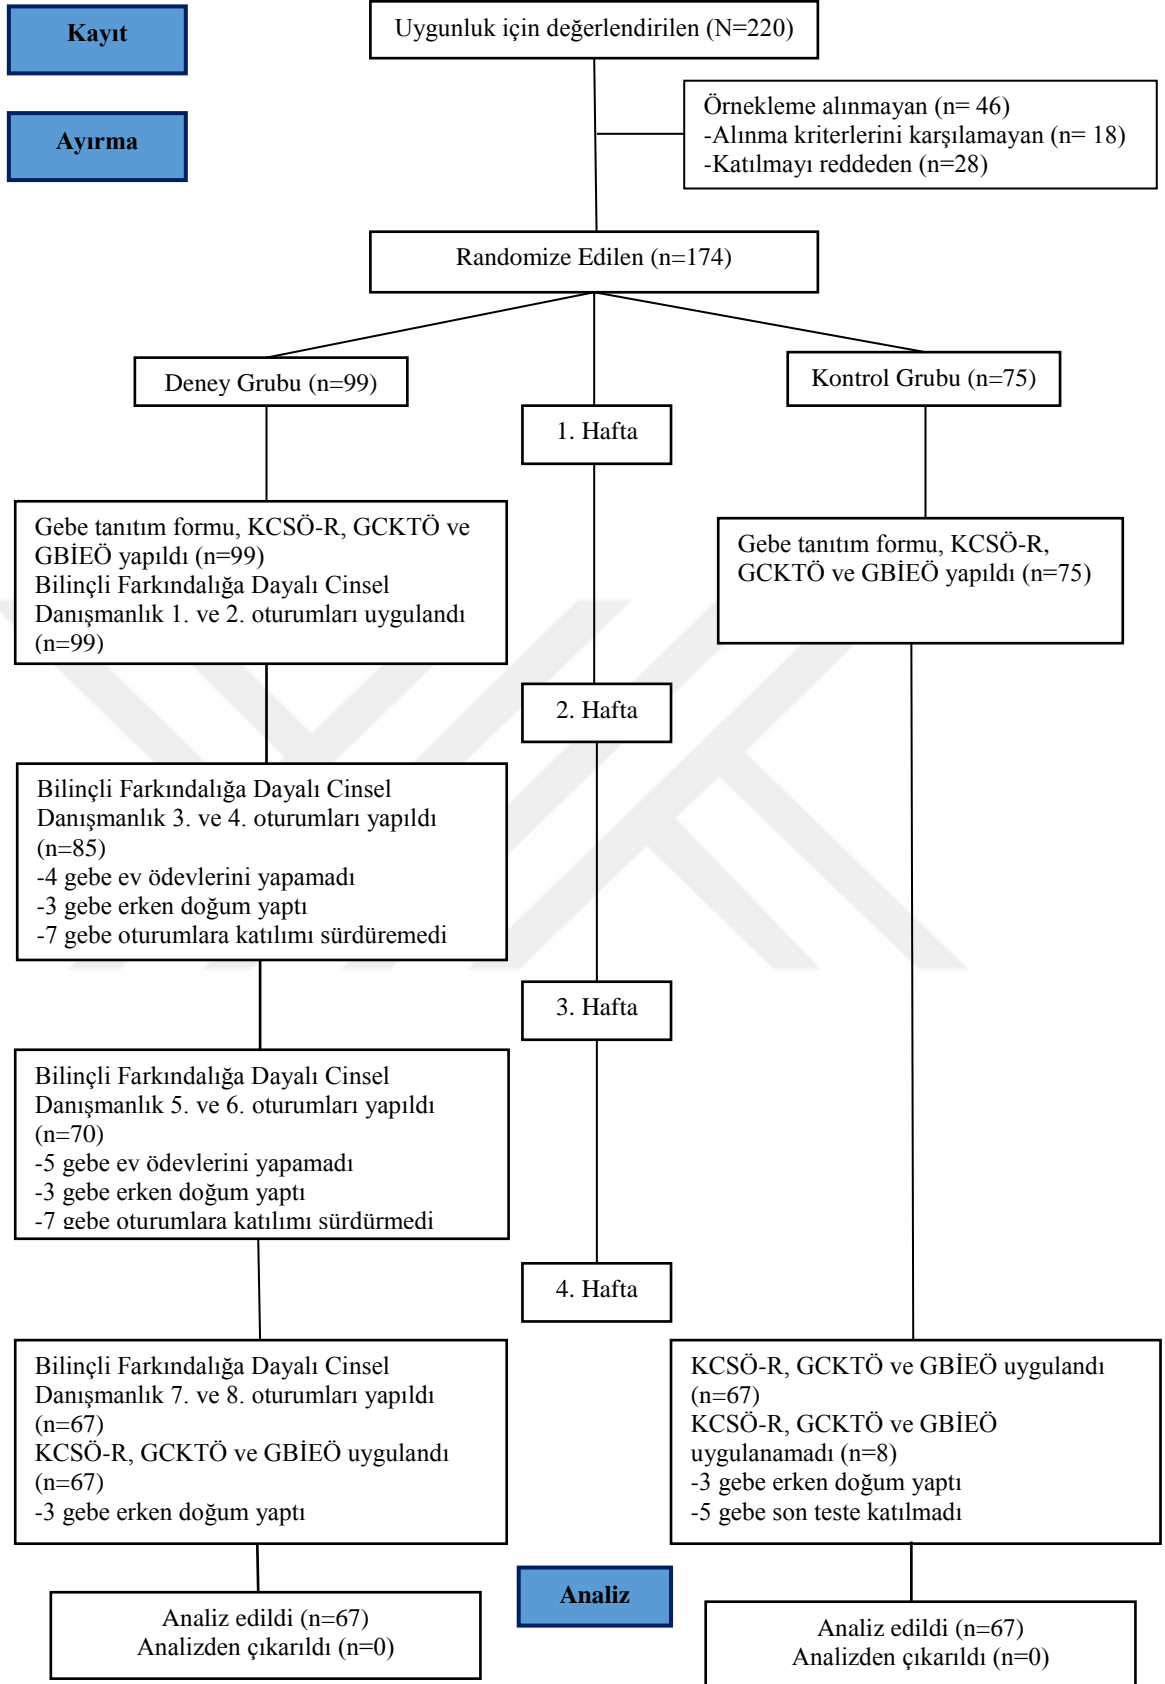 Kayıt
Uygunluk için değerlendirilen (N=220)
Ayırma
Örnekleme alınmayan (n= 46)
-Alınma kriterlerini karşılamayan (n= 18)
-Katılmayı reddeden (n=28)
Randomize Edilen (n=174)
Deney Grubu (n=99)
Kontrol Grubu (n=75)
1. Hafta
Gebe tanıtım formu, KCSÖ-R, GCKTÖ ve
GBİEÖ yapıldı (n=99)
Bilinçli Farkındalığa Dayalı Cinsel
Danışmanlık 1. ve 2. oturumları uygulandı
(n=99)
Gebe tanıtım formu, KCSÖ-R,
GCKTÖ ve GBİEÖ yapıldı (n=75)
2. Hafta
Bilinçli Farkındalığa Dayalı Cinsel
Danışmanlık 3. ve 4. oturumları yapıldı
(n=85)
-4 gebe ev ödevlerini yapamadı
-3 gebe erken doğum yaptı
-7 gebe oturumlara katılımı sürdüremedi
3. Hafta
Bilinçli Farkındalığa Dayalı Cinsel
Danışmanlık 5. ve 6. oturumları yapıldı
(n=70)
-5 gebe ev ödevlerini yapamadı
-3 gebe erken doğum yaptı
-7 gebe oturumlara katılımı sürdürmedi
4. Hafta
Bilinçli Farkındalığa Dayalı Cinsel
Danışmanlık 7. ve 8. oturumları yapıldı
(n=67)
KCSÖ-R, GCKTÖ ve GBİEÖ uygulandı
(n=67)
-3 gebe erken doğum yaptı
KCSÖ-R, GCKTÖ ve GBİEÖ uygulandı
(n=67)
KCSÖ-R, GCKTÖ ve GBİEÖ
uygulanamadı (n=8)
-3 gebe erken doğum yaptı
-5 gebe son teste katılmadı
Analiz
Analiz edildi (n=67)
Analizden çıkarıldı (n=0)
Analiz edildi (n=67)
Analizden çıkarıldı (n=0)